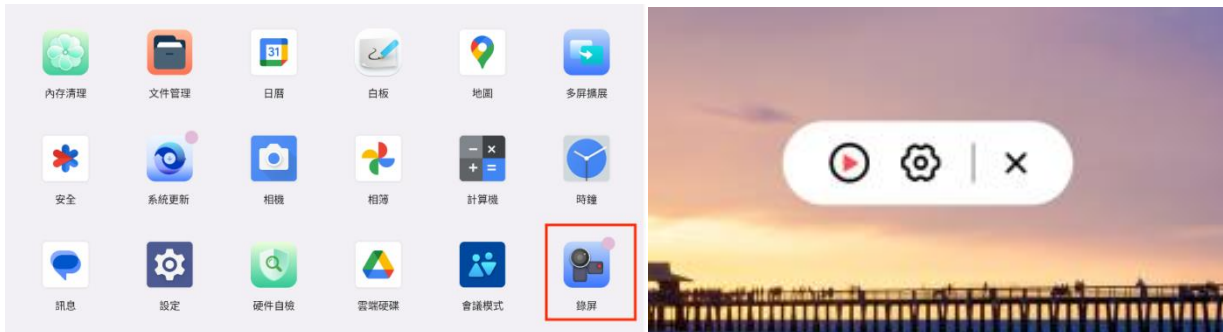 31
內存清理 文件管理 日曆 白板 地圖 多屏擴展
安全 系統更新 相機 相薄 計算機 時鐘
訊息 設定 硬件自檢 雲端硬碟 會議模式 錄屏